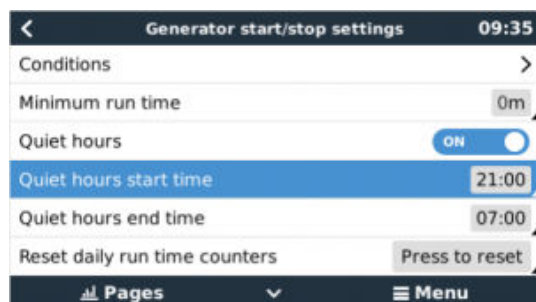 Generator start/stop settings 09:35
Conditions
Minimum run time 0m
Quiet hours ON
Quiet hours start time 21:00
Quiet hours end time 07:00
Reset daily run time counters Press to reset
Pages Menu